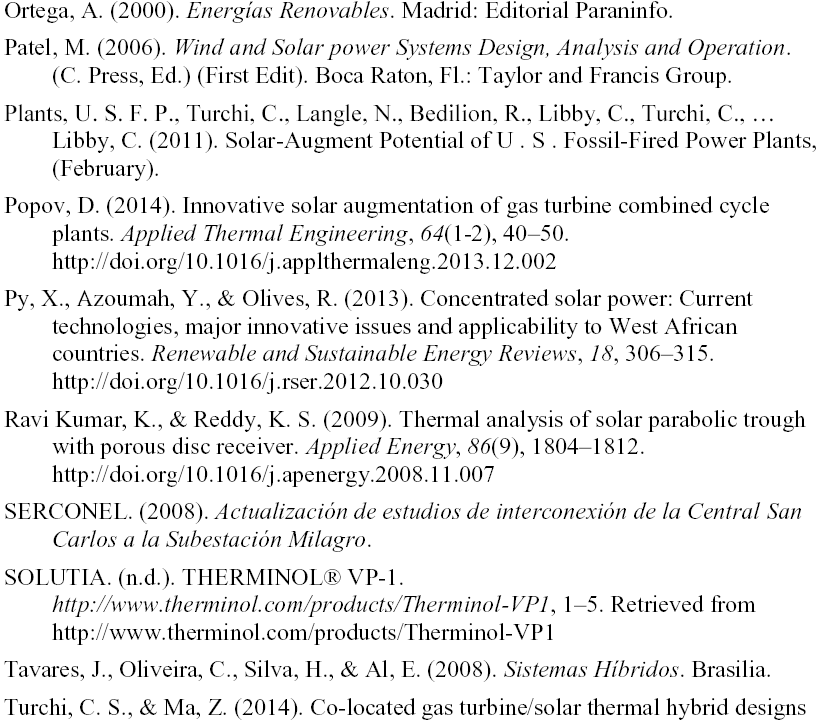 Ortega, A. (2000). Energías Renovables. Madrid: Editorial Paraninfo.
Patel, M. (2006). Wind and Solar power Systems Design, Analysis and Operation.
(C. Press, Ed.) (First Edit). Boca Raton, Fl.: Taylor and Francis Group.
Plants, U. S. F. P., Turchi, C., Langle, N., Bedilion, R., Libby, C., Turchi, C., …
Libby, C. (2011). Solar-Augment Potential of U . S . Fossil-Fired Power Plants,
(February).
Popov, D. (2014). Innovative solar augmentation of gas turbine combined cycle
plants. Applied Thermal Engineering, 64(1-2), 40–50.
http://doi.org/10.1016/j.applthermaleng.2013.12.002
Py, X., Azoumah, Y., & Olives, R. (2013). Concentrated solar power: Current
technologies, major innovative issues and applicability to West African
countries. Renewable and Sustainable Energy Reviews, 18, 306–315.
http://doi.org/10.1016/j.rser.2012.10.030
Ravi Kumar, K., & Reddy, K. S. (2009). Thermal analysis of solar parabolic trough
with porous disc receiver. Applied Energy, 86(9), 1804–1812.
http://doi.org/10.1016/j.apenergy.2008.11.007
SERCONEL. (2008). Actualización de estudios de interconexión de la Central San
Carlos a la Subestación Milagro.
SOLUTIA. (n.d.). THERMINOL® VP-1.
http://www.therminol.com/products/Therminol-VP1, 1–5. Retrieved from
http://www.therminol.com/products/Therminol-VP1
Tavares, J., Oliveira, C., Silva, H., & Al, E. (2008). Sistemas Híbridos. Brasilia.
Turchi, C. S., & Ma, Z. (2014). Co-located gas turbine/solar thermal hybrid designs